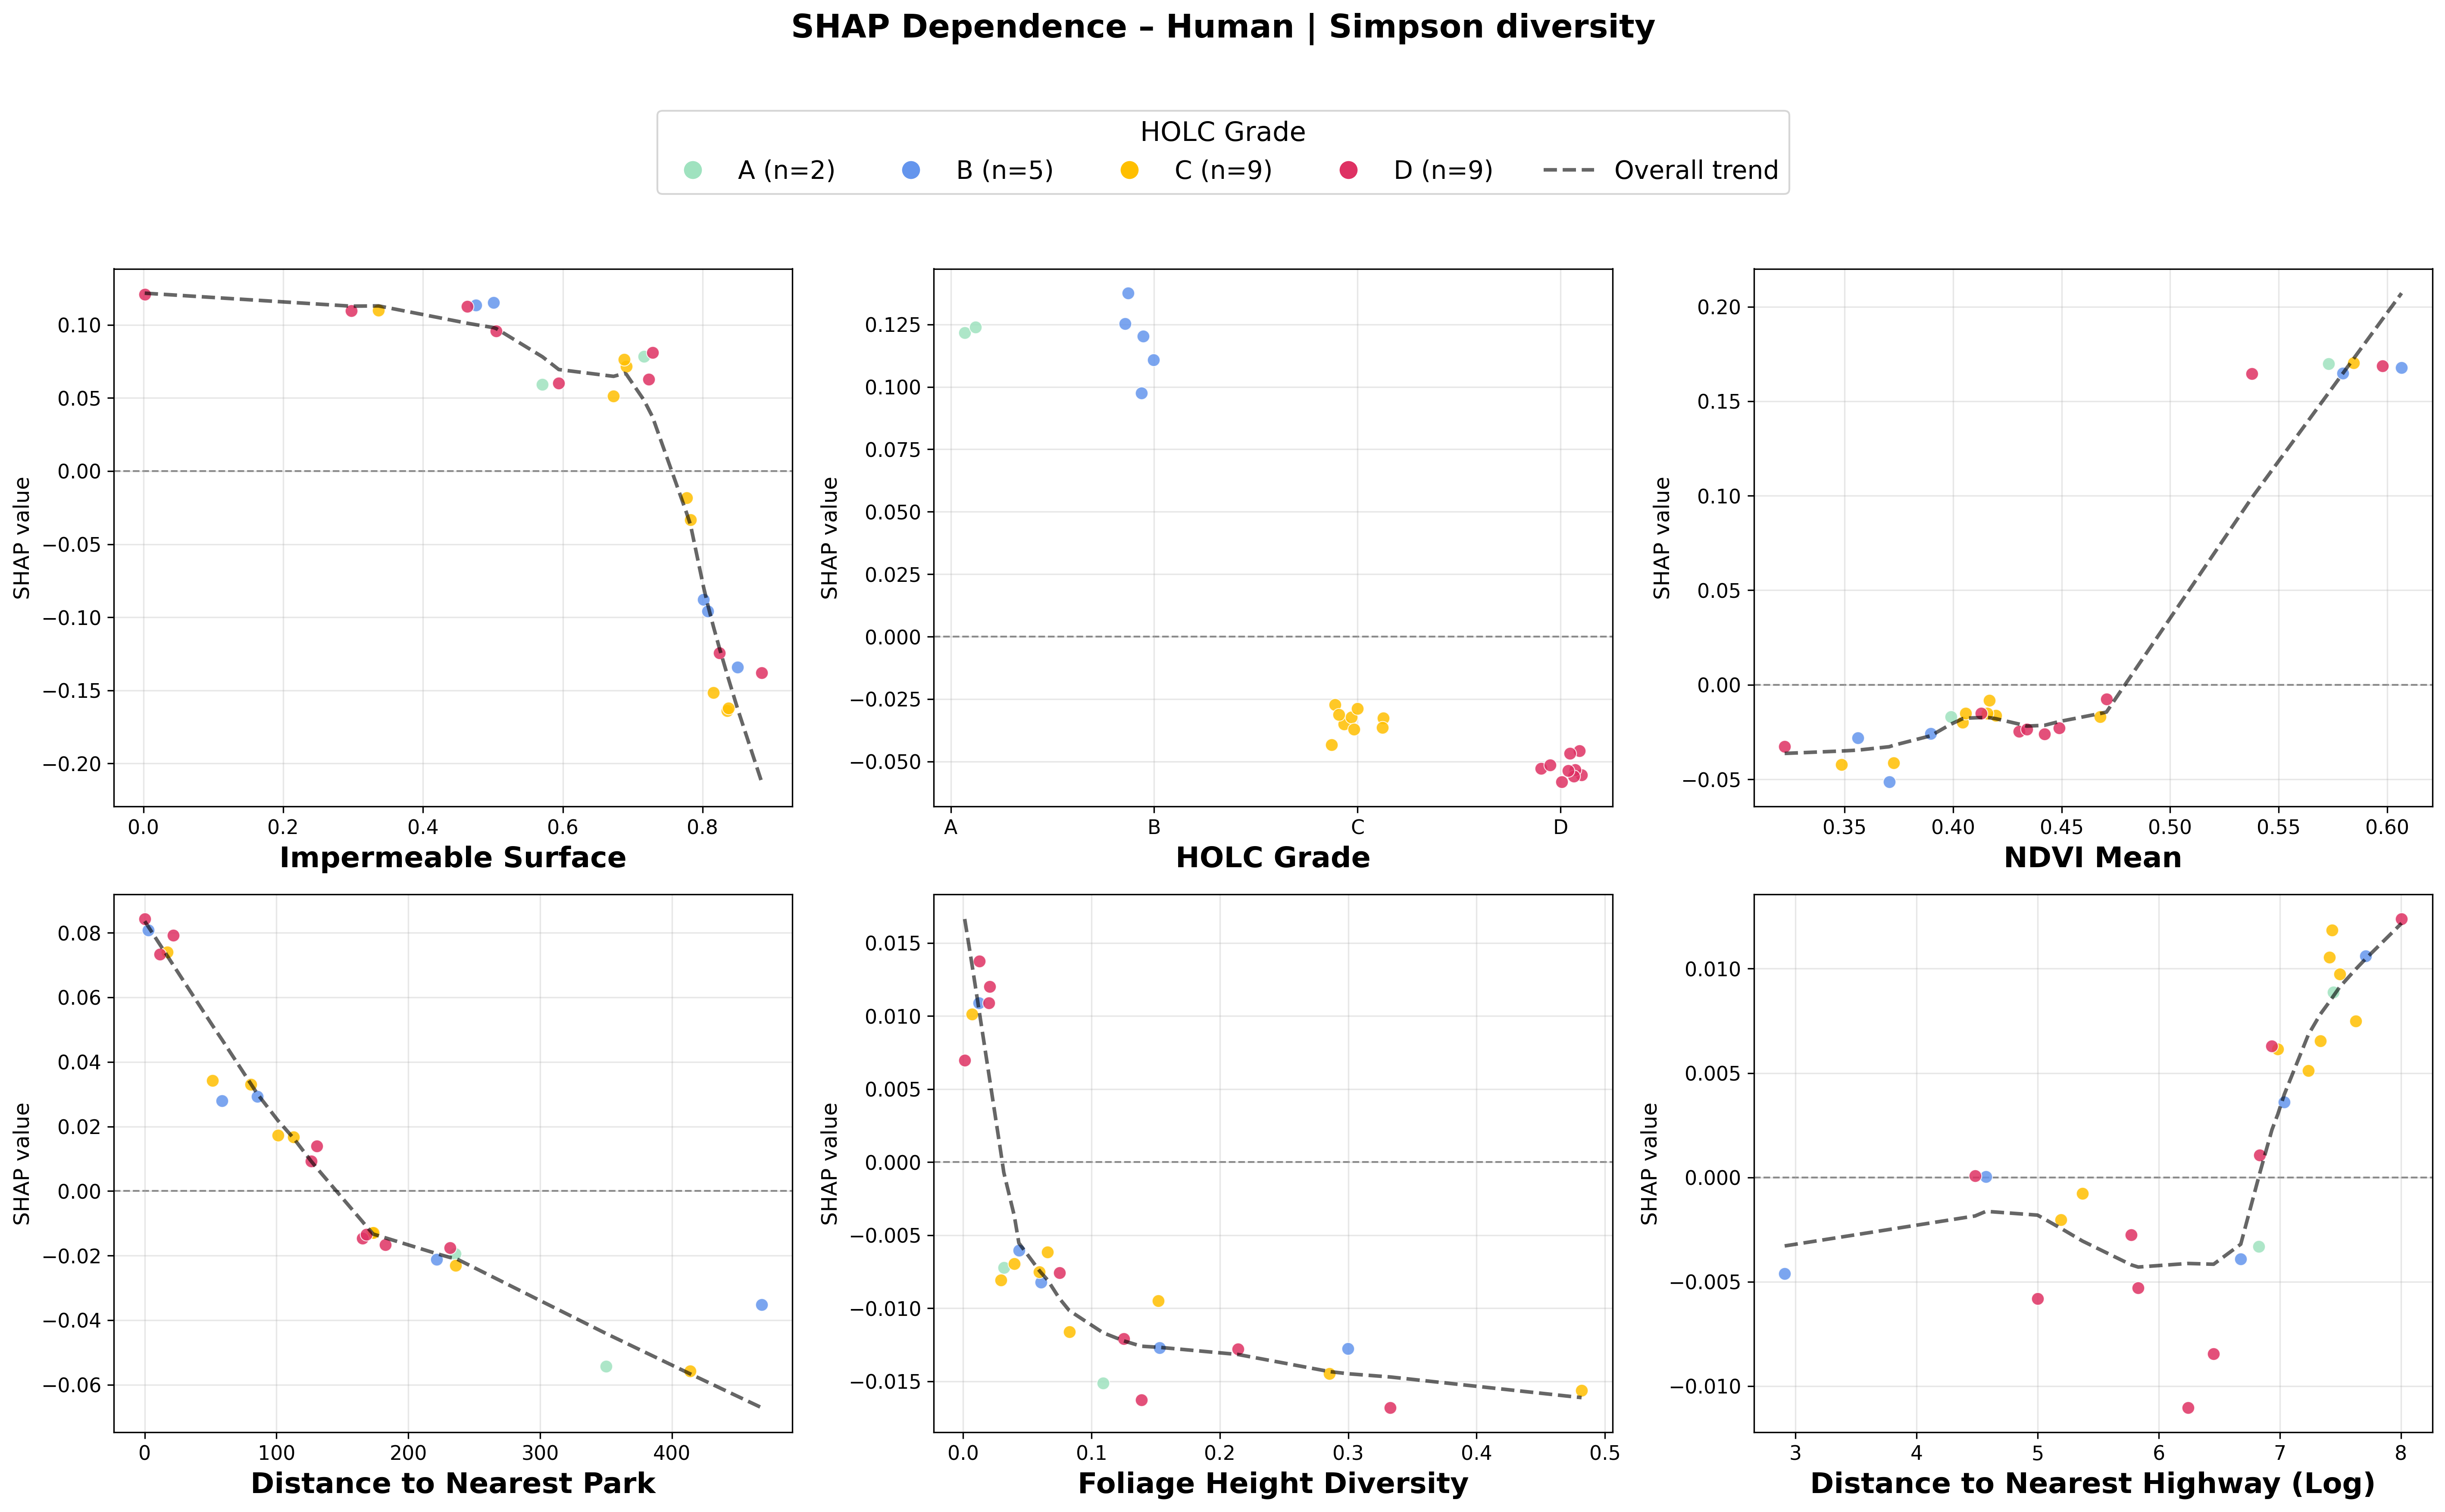 SHAP Dependence – Human | Simpson diversity
HOLC Grade
A (n=2)
B (n=5)
C (n=9)
D (n=9)
Overall trend
SHAP value
0.10
0.05
0.00
−0.05
−0.10
−0.15
−0.20
0.0 0.2 0.4 0.6 0.8
Impermeable Surface
SHAP value
0.125
0.100
0.075
0.050
0.025
0.000
−0.025
−0.050
A B C D
HOLC Grade
SHAP value
0.20
0.15
0.10
0.05
0.00
−0.05
0.35 0.40 0.45 0.50 0.55 0.60
NDVI Mean
SHAP value
0.08
0.06
0.04
0.02
0.00
−0.02
−0.04
−0.06
0 100 200 300 400
Distance to Nearest Park
SHAP value
0.015
0.010
0.005
0.000
−0.005
−0.010
−0.015
0.0 0.1 0.2 0.3 0.4 0.5
Foliage Height Diversity
SHAP value
0.010
0.005
0.000
−0.005
−0.010
3 4 5 6 7 8
Distance to Nearest Highway (Log)